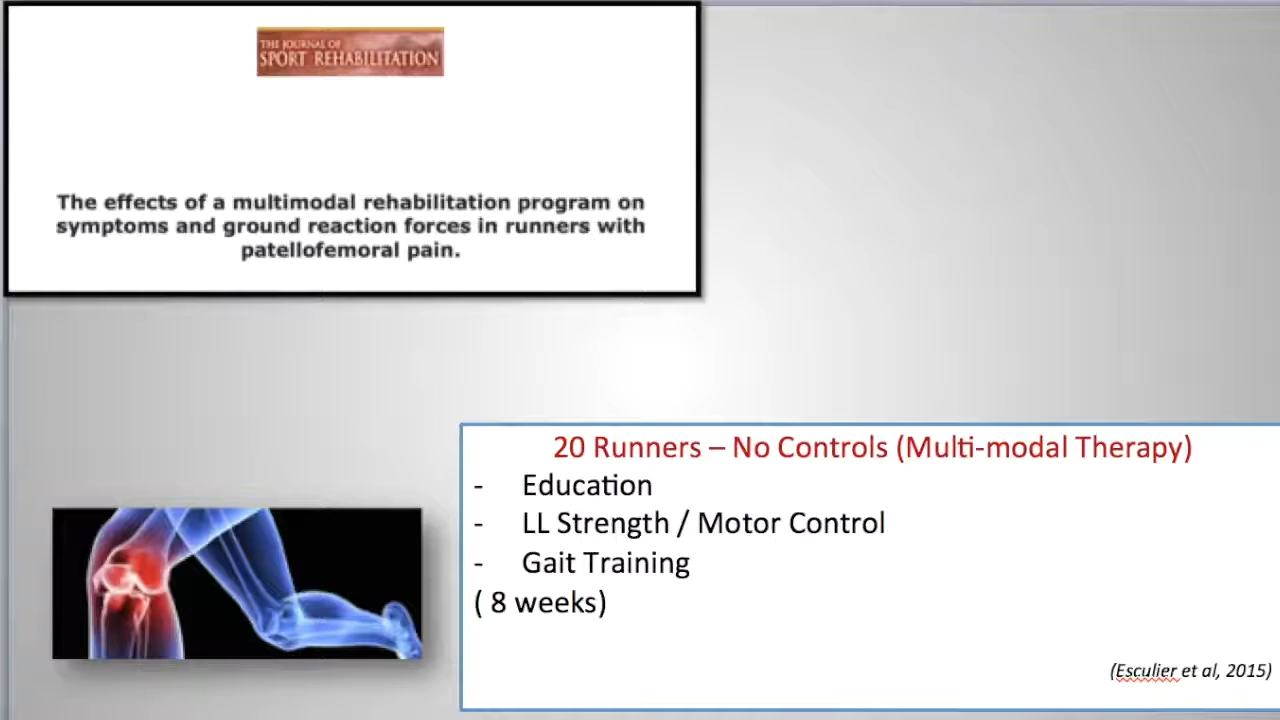 THE JOURNAL OF
SPORT REHABILITATION
The effects of a multimodal rehabilitation program on
symptoms and ground reaction forces in runners with
patellofemoral pain.
20 Runners – No Controls (Multi-modal Therapy)
- Education
- LL Strength / Motor Control
- Gait Training
( 8 weeks)
(Esculier et al, 2015)